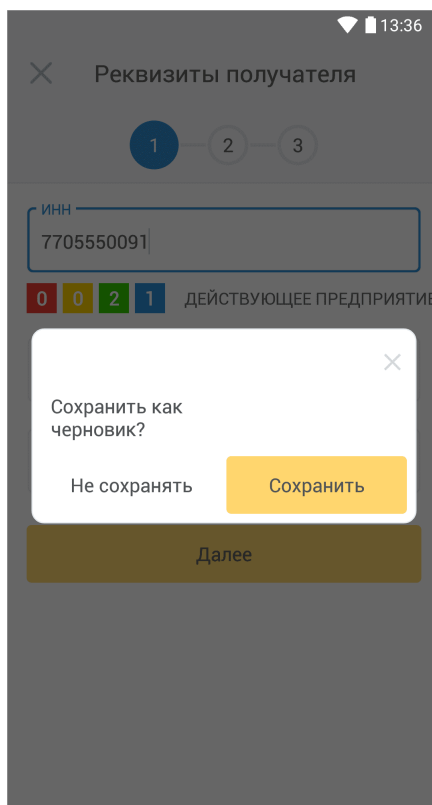 13:36
Реквизиты получателя
1 2 3
ИНН
7705550091
0 0 2 1 ДЕЙСТВУЮЩЕЕ ПРЕДПРИЯТИЕ
Сохранить как
черновик?
Не сохранять Сохранить
Далее